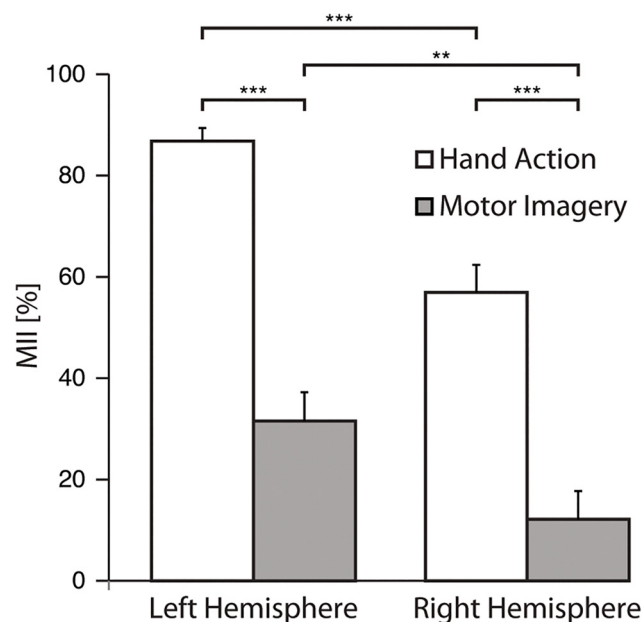 ***
**
*** ***
100
80
60
40
20
0
MII [%]
Hand Action
Motor Imagery
Left Hemisphere Right Hemisphere